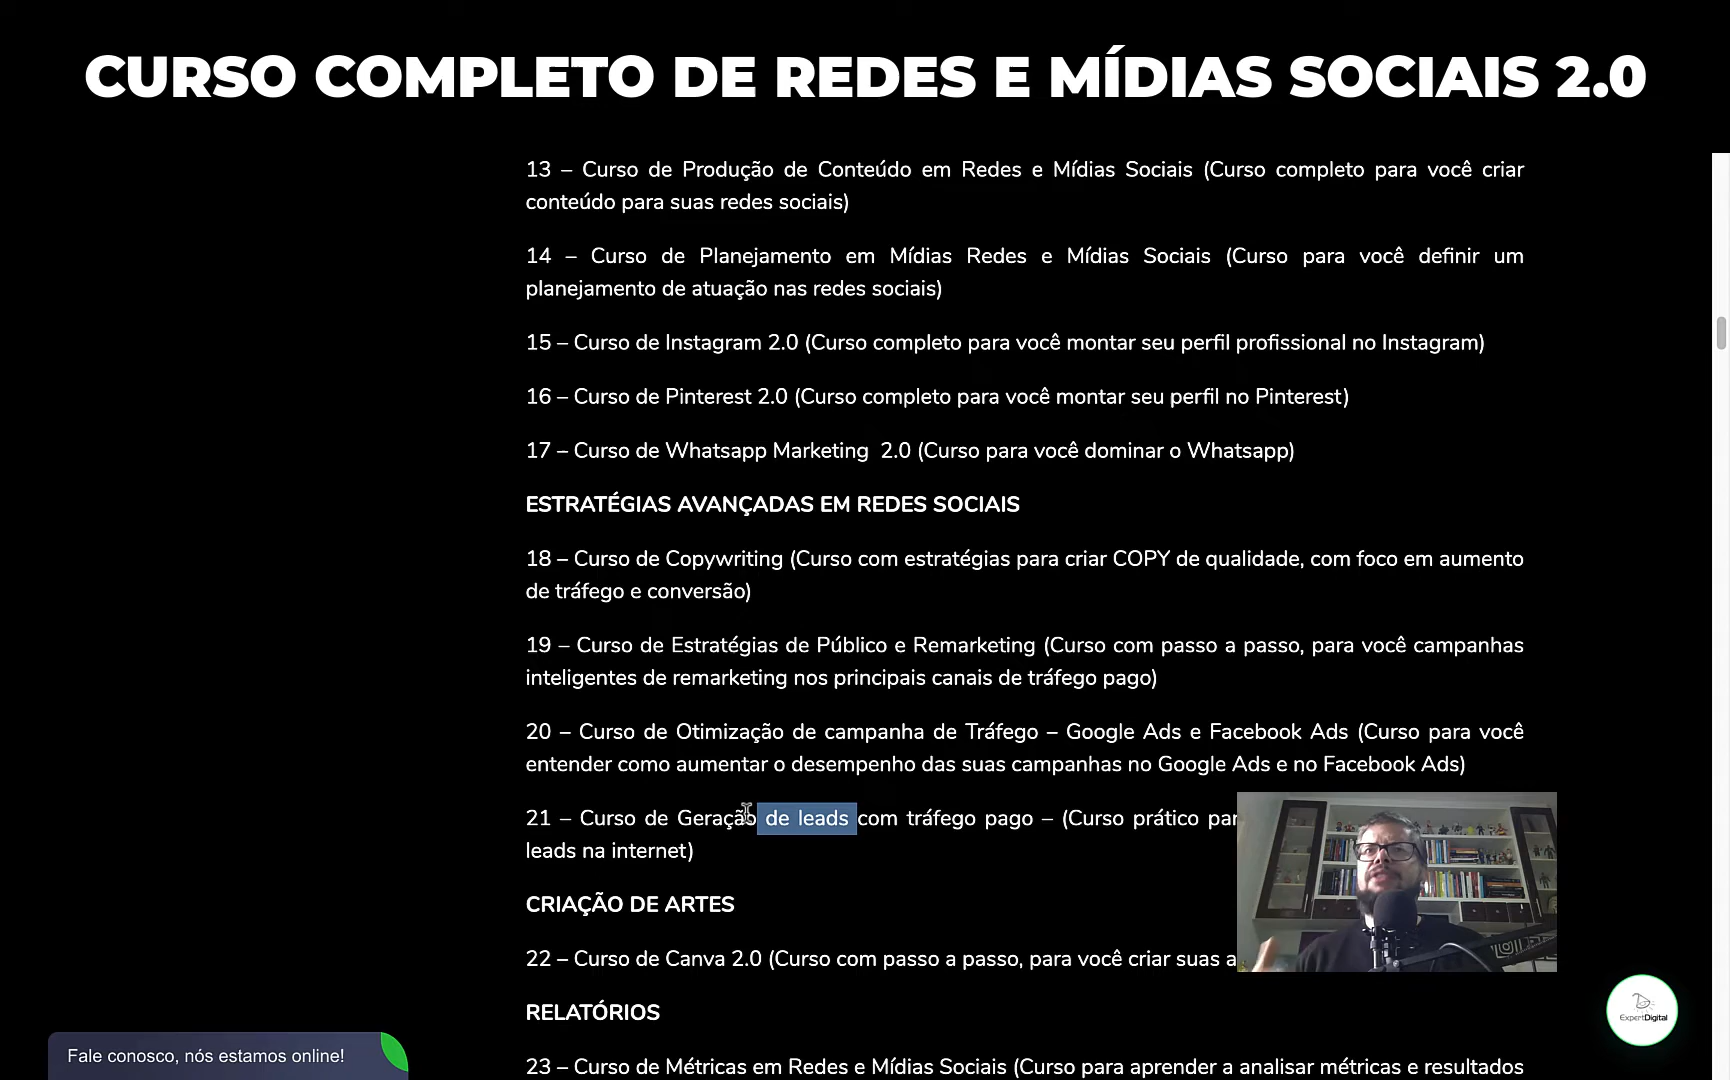 CURSO COMPLETO DE REDES E MÍDIAS SOCIAIS 2.0
13 – Curso de Produção de Conteúdo em Redes e Mídias Sociais (Curso completo para você criar
conteúdo para suas redes sociais)
14 – Curso de Planejamento em Mídias Redes e Mídias Sociais (Curso para você definir um
planejamento de atuação nas redes sociais)
15 – Curso de Instagram 2.0 (Curso completo para você montar seu perfil profissional no Instagram)
16 – Curso de Pinterest 2.0 (Curso completo para você montar seu perfil no Pinterest)
17 – Curso de Whatsapp Marketing 2.0 (Curso para você dominar o Whatsapp)
ESTRATÉGIAS AVANÇADAS EM REDES SOCIAIS
18 – Curso de Copywriting (Curso com estratégias para criar COPY de qualidade, com foco em aumento
de tráfego e conversão)
19 – Curso de Estratégias de Público e Remarketing (Curso com passo a passo, para você campanhas
inteligentes de remarketing nos principais canais de tráfego pago)
20 – Curso de Otimização de campanha de Tráfego – Google Ads e Facebook Ads (Curso para você
entender como aumentar o desempenho das suas campanhas no Google Ads e no Facebook Ads)
21 – Curso de Geração de leads com tráfego pago – (Curso prático par
leads na internet)
CRIAÇÃO DE ARTES
22 – Curso de Canva 2.0 (Curso com passo a passo, para você criar suas a
RELATÓRIOS
23 – Curso de Métricas em Redes e Mídias Sociais (Curso para aprender a analisar métricas e resultados
ExpertDigital
Fale conosco, nós estamos online!